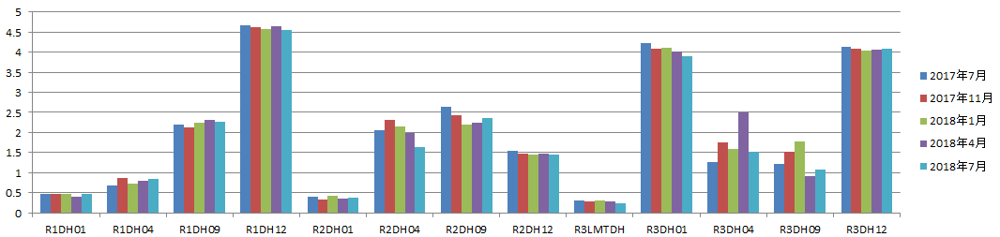 5
4.5
4
3.5
3
2.5
2
1.5
1
0.5
0
R1DH01 R1DH04 R1DH09 R1DH12 R2DH01 R2DH04 R2DH09 R2DH12 R3LMTDH R3DH01 R3DH04 R3DH09 R3DH12
2017年7月
2017年11月
2018年1月
2018年4月
2018年7月